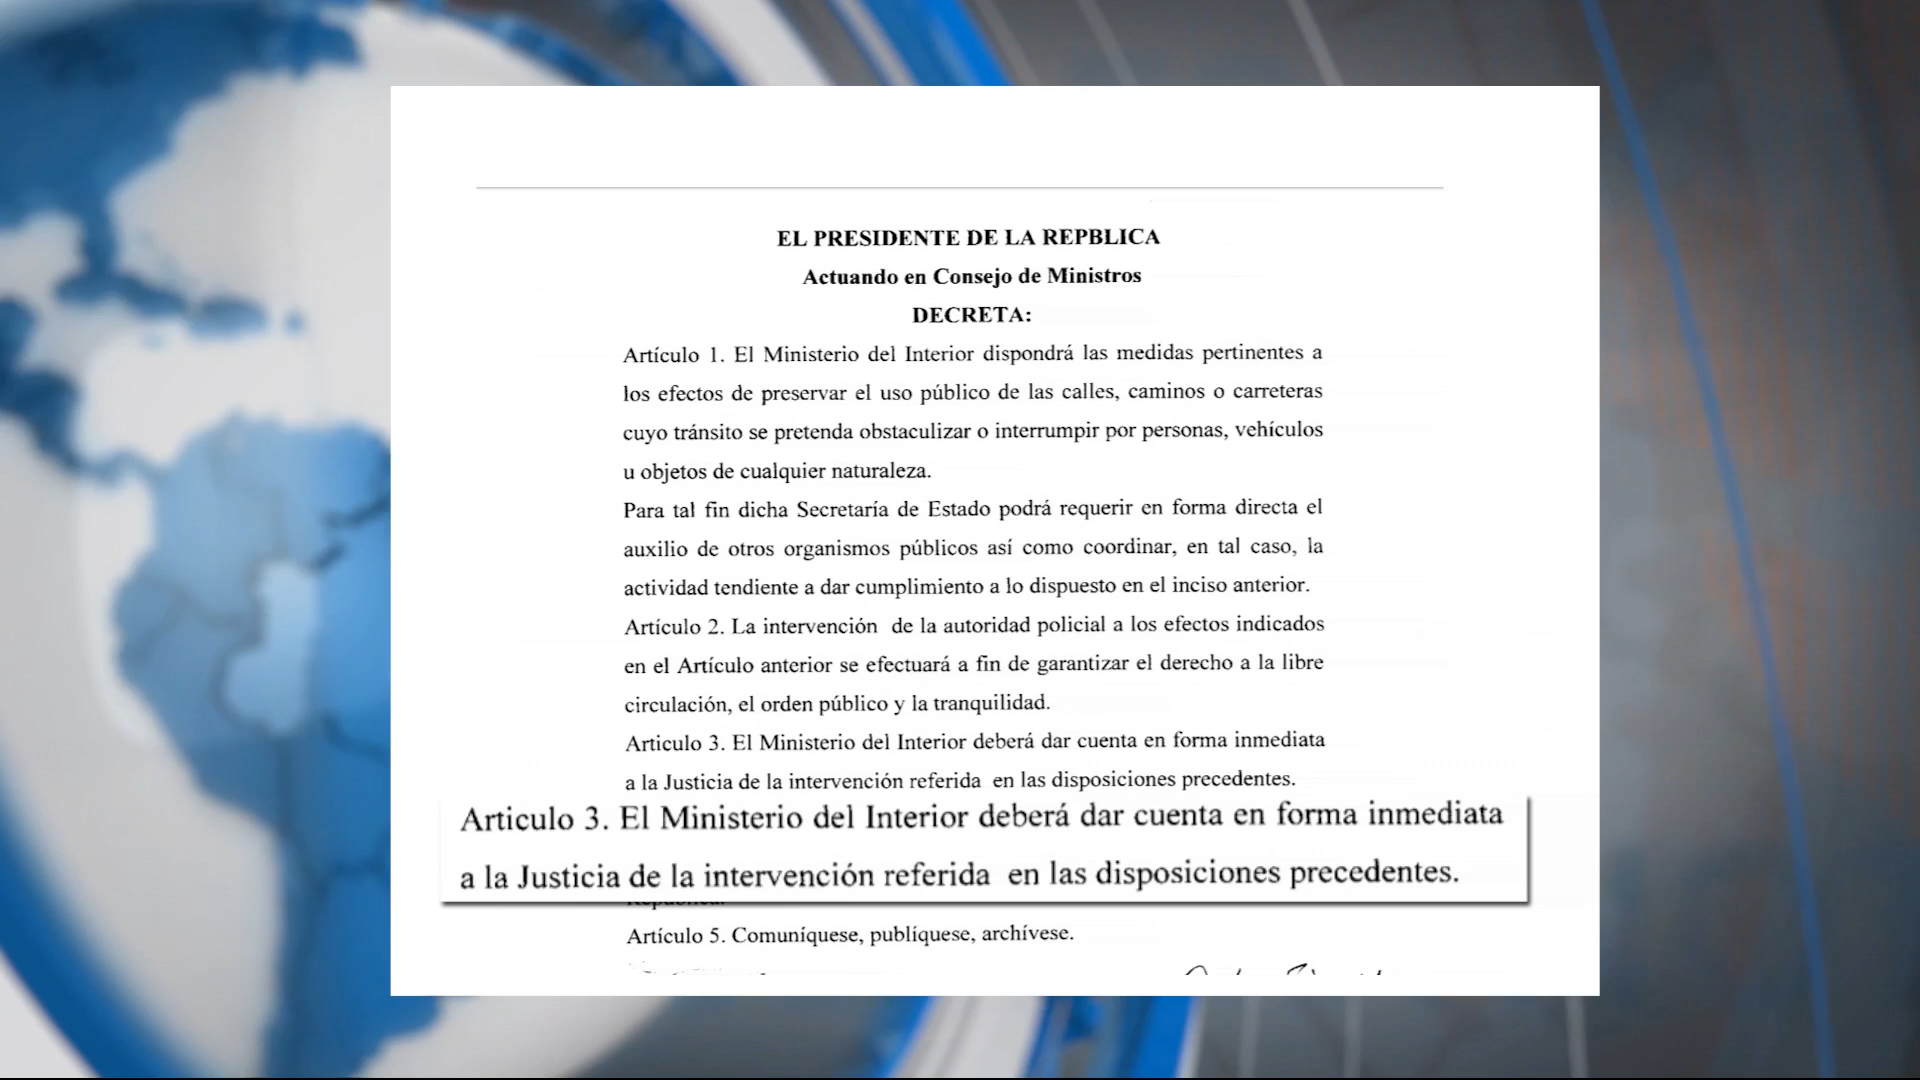 EL PRESIDENTE DE LA REPBLICA
Actuando en Consejo de Ministros
DECRETA:
Artículo 1. El Ministerio del Interior dispondrá las medidas pertinentes a
los efectos de preservar el uso público de las calles, caminos o carreteras
cuyo tránsito se pretenda obstaculizar o interrumpir por personas, vehículos
u objetos de cualquier naturaleza.
Para tal fin dicha Secretaría de Estado podrá requerir en forma directa el
auxilio de otros organismos públicos así como coordinar, en tal caso, la
actividad tendiente a dar cumplimiento a lo dispuesto en el inciso anterior.
Artículo 2. La intervención de la autoridad policial a los efectos indicados
en el Artículo anterior se efectuará a fin de garantizar el derecho a la libre
circulación, el orden público y la tranquilidad.
Articulo 3. El Ministerio del Interior deberá dar cuenta en forma inmediata
a la Justicia de la intervención referida en las disposiciones precedentes.
Articulo 3. El Ministerio del Interior deberá dar cuenta en forma inmediata
a la Justicia de la intervención referida en las disposiciones precedentes.
Artículo 5. Comuníquese, publíquese, archívese.